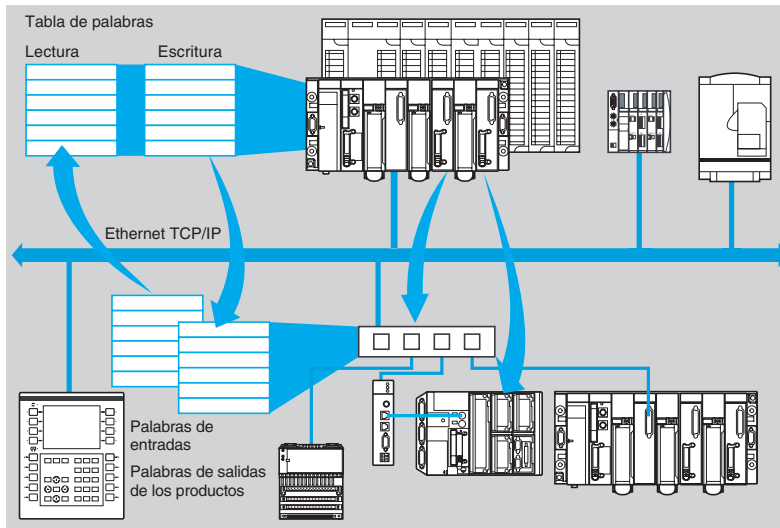 Tabla de palabras
Lectura
Escritura
Ethernet TCP/IP
Palabras de
entradas
Palabras de salidas
de los productos